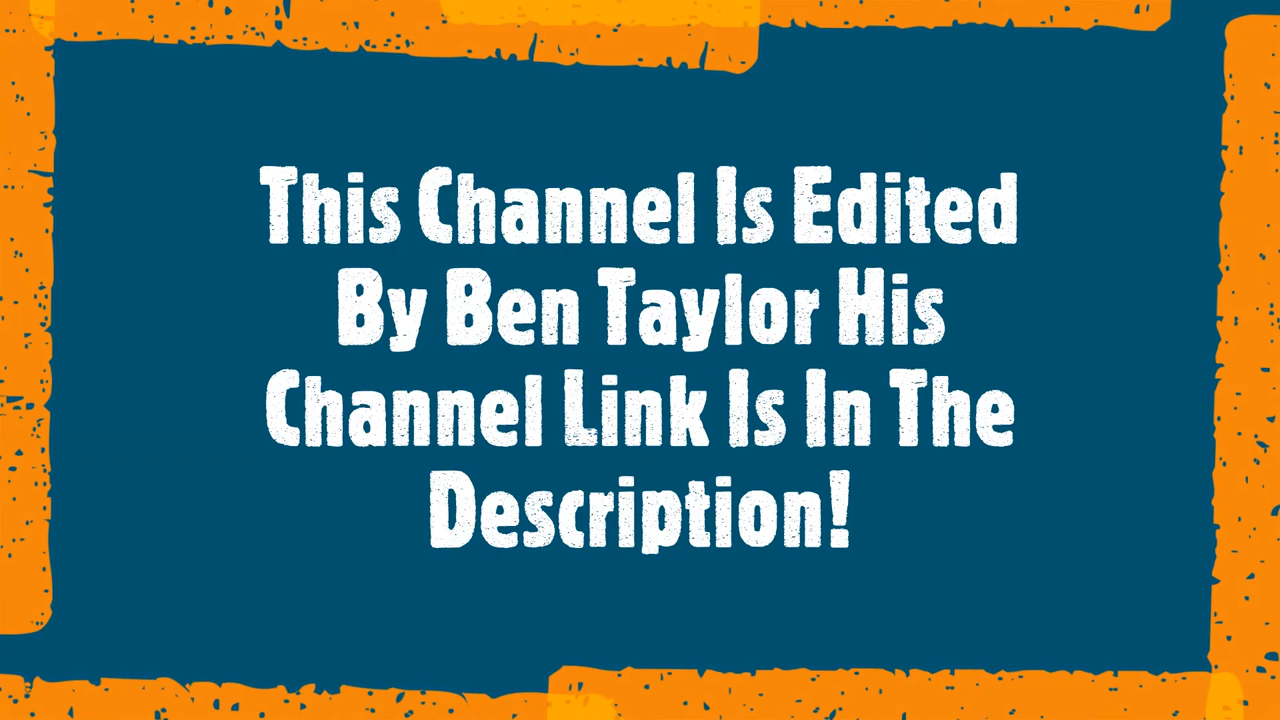 This Channel Is Edited
By Ben Taylor His
Channel Link Is In The
Description!